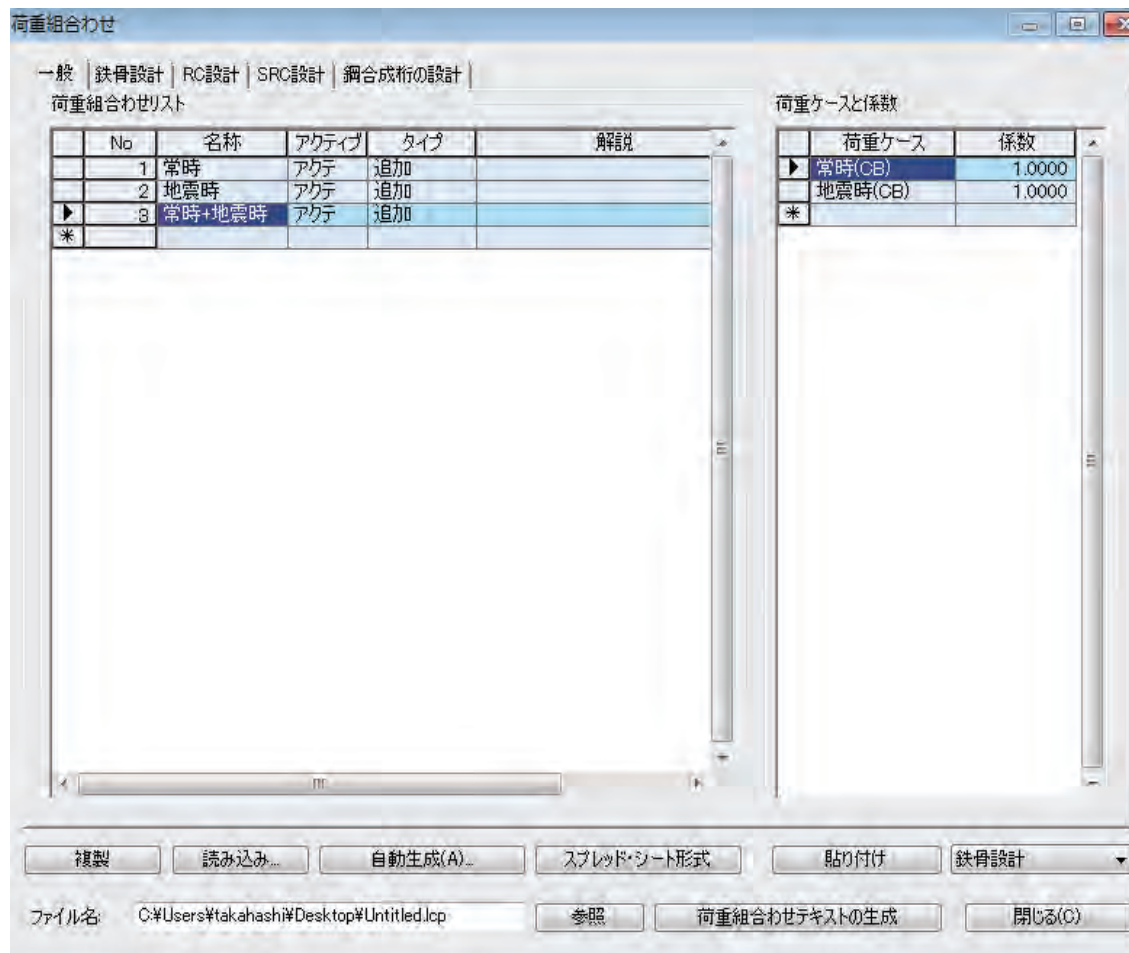 荷重組合わせ
一般 鉄骨設計 RC設計 SRC設計 鋼合成桁の設計
荷重組合わせリスト
No 名称 アクティブ タイプ 解説
1 常時 アクテ 追加
2 地震時 アクテ 追加
3 常時+地震時 アクテ 追加
荷重ケースと係数
荷重ケース 係数
常時(CB) 1.0000
地震時(CB) 1.0000
複製 読み込み... 自動生成(A)... スプレッド・シート形式 貼り付け 鉄骨設計
ファイル名: C:¥Users¥takahashi¥Desktop¥Untitled.lcp 参照 荷重組合わせテキストの生成 閉じる(C)